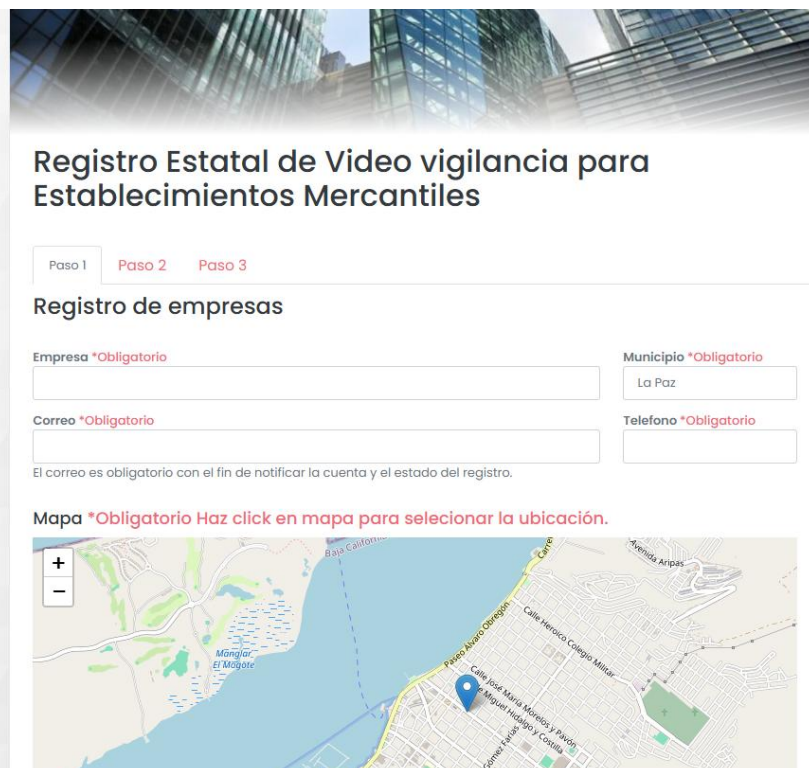 Registro Estatal de Video vigilancia para
Establecimientos Mercantiles
Paso 1
Paso 2
Paso 3
Registro de empresas
Empresa *Obligatorio
Municipio *Obligatorio
La Paz
Correo *Obligatorio
Telefono *Obligatorio
El correo es obligatorio con el fin de notificar la cuenta y el estado del registro.
Mapa *Obligatorio Haz click en mapa para selecionar la ubicación.
+
−
Baja California
Avenida Aripas
Paseo Álvaro Obregón
Calle Heroico Colegio Militar
Manglar
El Mogote
Calle José María Morelos y Pavón
Miguel Hidalgo y Costilla
Gómez Farías